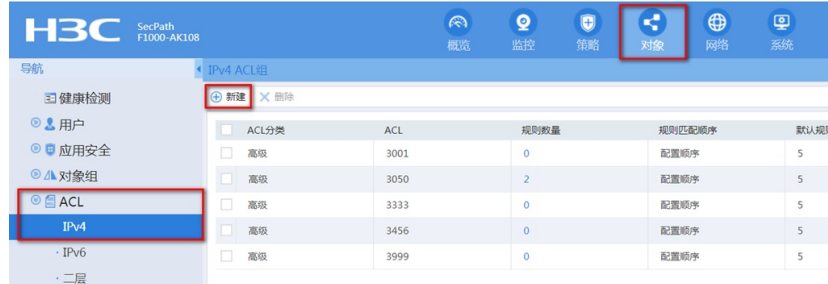 H3C SecPath F1000-AK108
概览 监控 策略 对象 网络 系统
导航 IPv4 ACL组
健康检测 新建 删除
用户 ACL分类 ACL 规则数量 规则匹配顺序 默认规则
应用安全 高级 3001 0 配置顺序 5
对象组 高级 3050 2 配置顺序 5
ACL 高级 3333 0 配置顺序 5
IPv4 高级 3456 0 配置顺序 5
· IPv6 高级 3999 0 配置顺序 5
· 二层